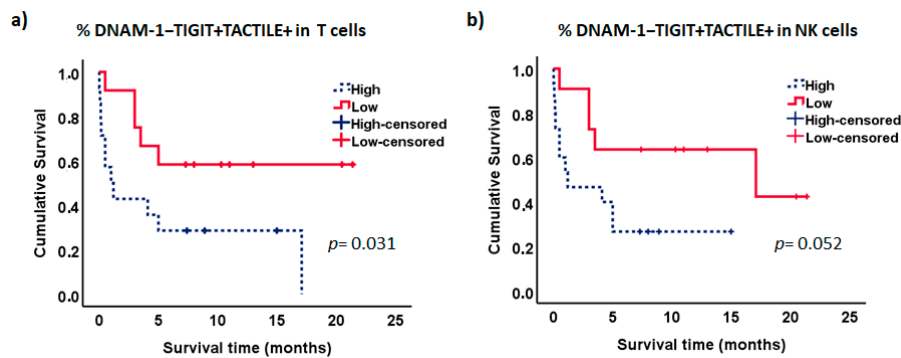 a)
% DNAM-1–TIGIT+TACTILE+ in T cells
Cumulative Survival
1.0
0.8
0.6
0.4
0.2
0.0
0 5 10 15 20 25
Survival time (months)
High
Low
High-censored
Low-censored
p= 0.031
b)
% DNAM-1–TIGIT+TACTILE+ in NK cells
Cumulative Survival
1.0
0.8
0.6
0.4
0.2
0.0
0 5 10 15 20 25
Survival time (months)
High
Low
High-censored
Low-censored
p= 0.052